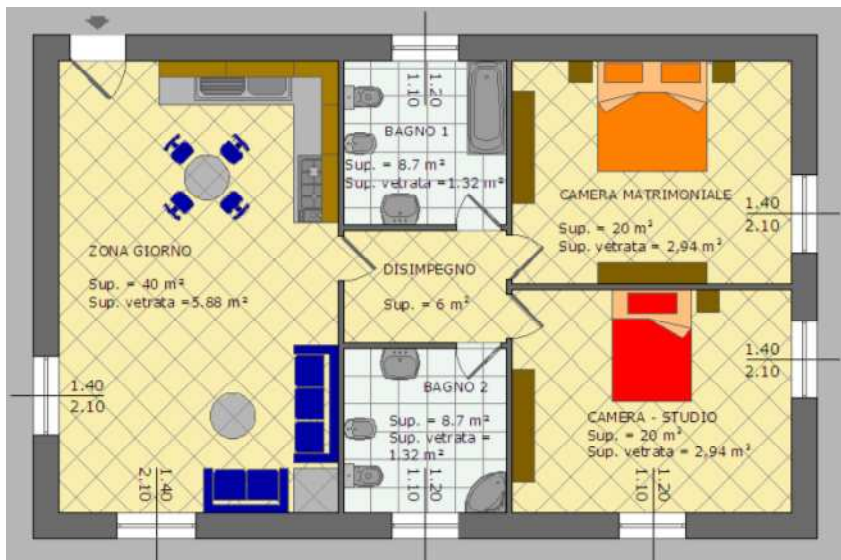 1.20
1.10
BAGNO 1
Sup. = 8.7 m²
Sup. vetrata =1.32 m²
CAMERA MATRIMONIALE
Sup. = 20 m²
Sup. vetrata = 2,94 m²
1.40
2.10
ZONA GIORNO
Sup. = 40 m²
Sup. vetrata =5.88 m²
DISIMPEGNO
Sup. = 6 m²
1.40
2.10
1.40
2.10
BAGNO 2
Sup. = 8.7 m²
Sup. vetrata =
1.32 m²
CAMERA - STUDIO
Sup. = 20 m²
Sup. vetrata = 2,94 m²
1.40
2.10
1.20
1.10
1.20
1.10